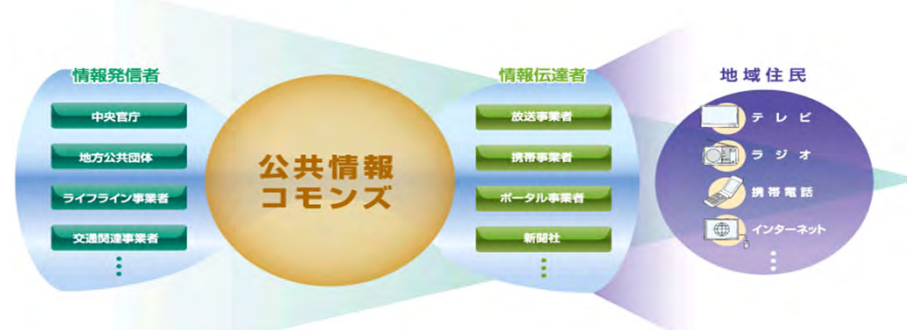 情報発信者
中央官庁
地方公共団体
ライフライン事業者
交通関連事業者
公共情報
コモンズ
情報伝達者
放送事業者
携帯事業者
ポータル事業者
新聞社
地域住民
テレビ
ラジオ
携帯電話
インターネット